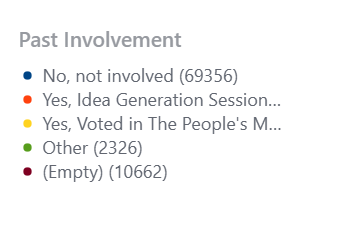 Past Involvement
No, not involved (69356)
Yes, Idea Generation Session...
Yes, Voted in The People's M...
Other (2326)
(Empty) (10662)